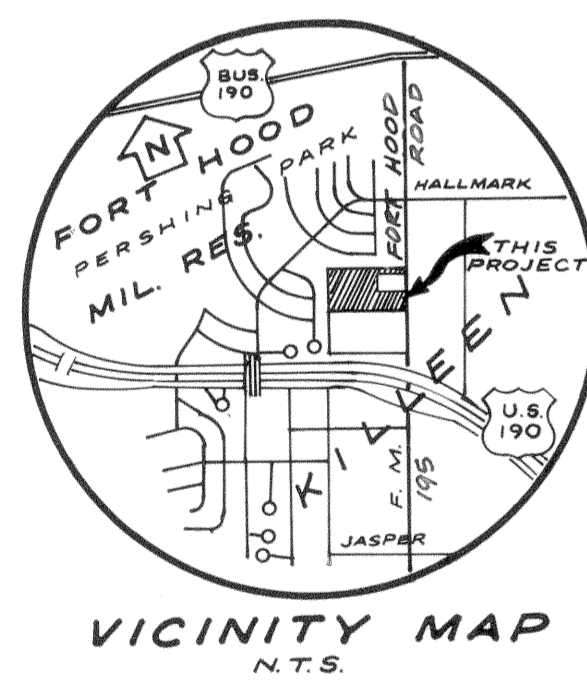 BUS.
190
N
FORT HOOD
MIL. RES.
PERSHING PARK
FORT HOOD
ROAD
HALLMARK
THIS
PROJECT
KILLEEN
U.S.
190
F. M.
195
JASPER
VICINITY MAP
N.T.S.